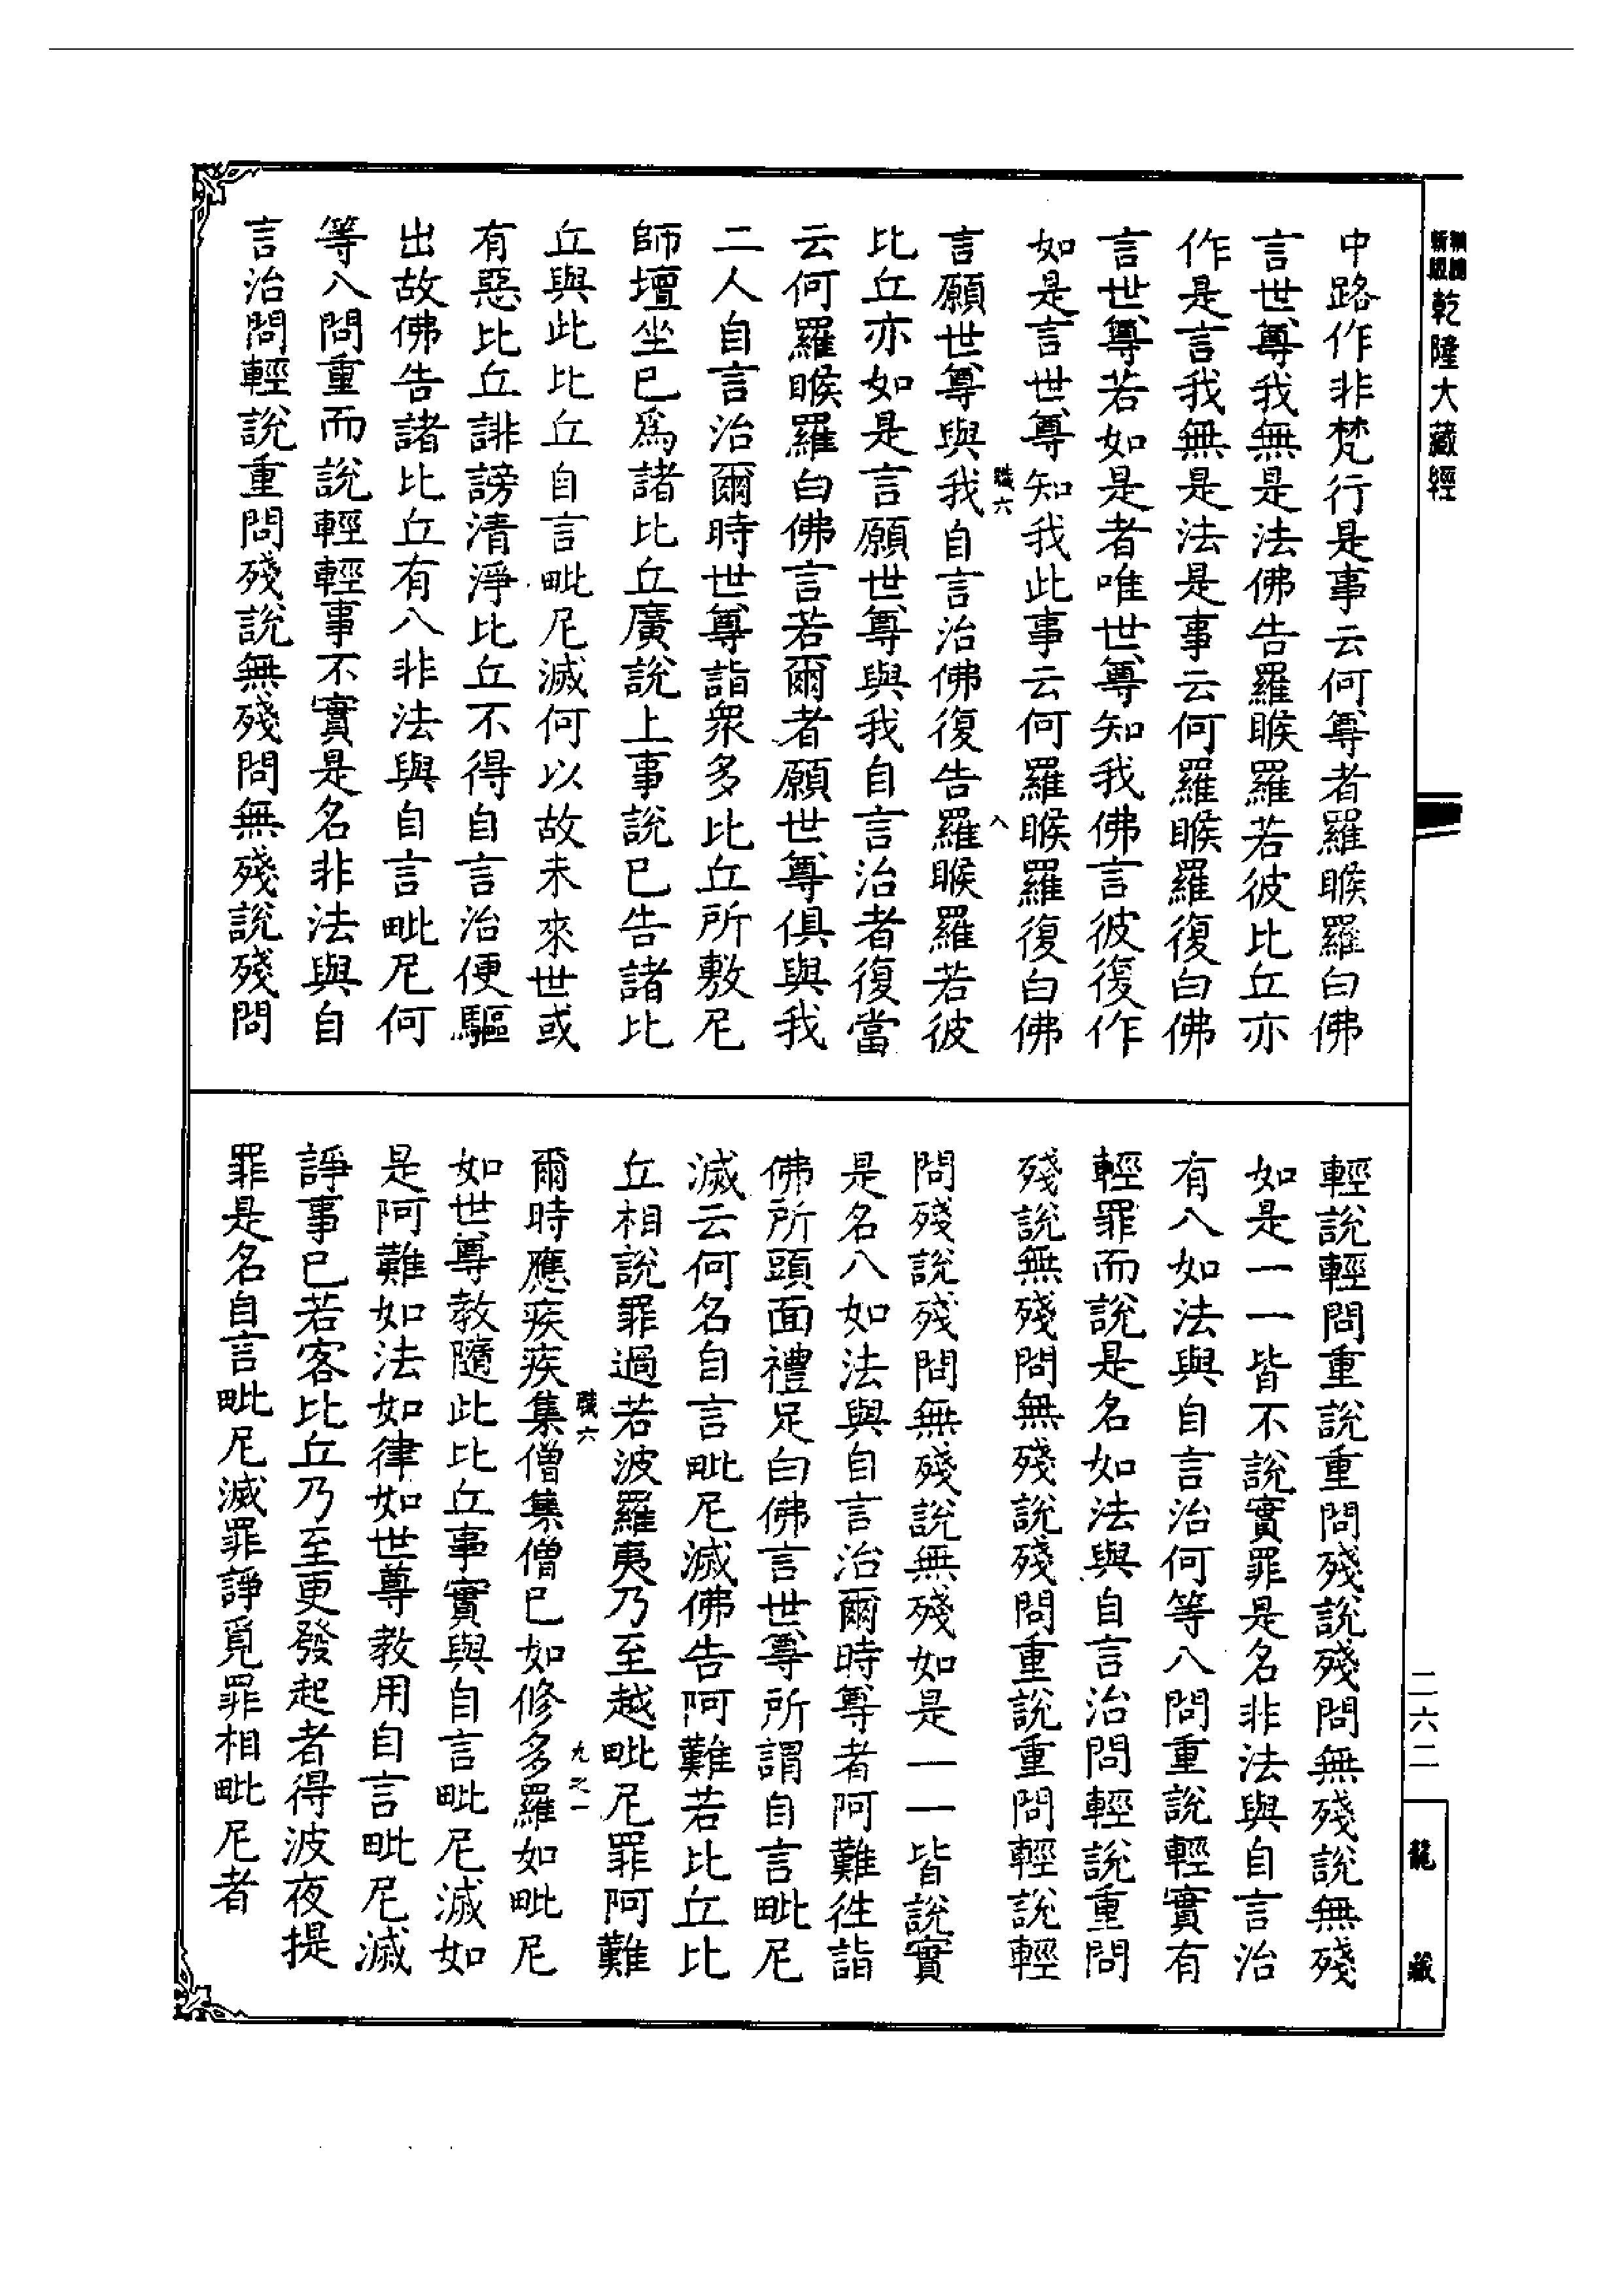 乾隆大藏經
中路作非梵行是事云何尊者羅睺羅白佛
言世尊我無是法佛告羅睺羅若彼比丘亦
作是言我無是法是事云何羅睺羅復白佛
言世尊若如是者唯世尊知我佛言彼復作
如是言世尊知我此事云何羅睺羅復白佛
職六
八
言願世尊與我自言治佛復告羅睺羅若彼
比丘亦如是言願世尊與我自言治者復當
云何羅睺羅白佛言若爾者願世尊俱與我
二人自言治爾時世尊詣眾多比丘所敷尼
師壇坐已為諸比丘廣說上事說已告諸比
丘與此比丘自言毗尼滅何以故未來世或
有惡比丘誹謗清淨比丘不得自言治便驅
出故佛告諸比丘有八非法與自言毗尼何
等八問重而說輕輕事不實是名非法與自
言治問輕說重問殘說無殘問無殘說殘問
輕說輕問重說重問殘說殘問無殘說無殘
如是一一皆不說實罪是名非法與自言治
有八如法與自言治何等八問重說輕實有
輕罪而說是名如法與自言治問輕說重問
殘說無殘問無殘說殘問重說重問輕說輕
問殘說殘問無殘說無殘如是一一皆說實
是名八如法與自言治爾時尊者阿難往詣
佛所頭面禮足白佛言世尊所謂自言毗尼
滅云何名自言毗尼滅佛告阿難若比丘比
丘相說罪過若波羅夷乃至越毗尼罪阿難
職六
九之一
爾時應疾疾集僧集僧已如修多羅如毗尼
如世尊教隨此比丘事實與自言毗尼滅如
是阿難如法如律如世尊教用自言毗尼滅
諍事已若客比丘乃至更發起者得波夜提
罪是名自言毗尼滅罪諍覓罪相毗尼者
二六二
龍藏